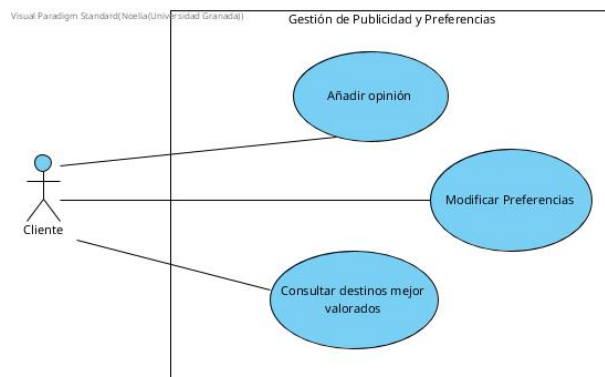 Visual Paradigm Standard(Noelia(Universidad Granada))
Gestión de Publicidad y Preferencias
Añadir opinión
Modificar Preferencias
Cliente
Consultar destinos mejor
valorados